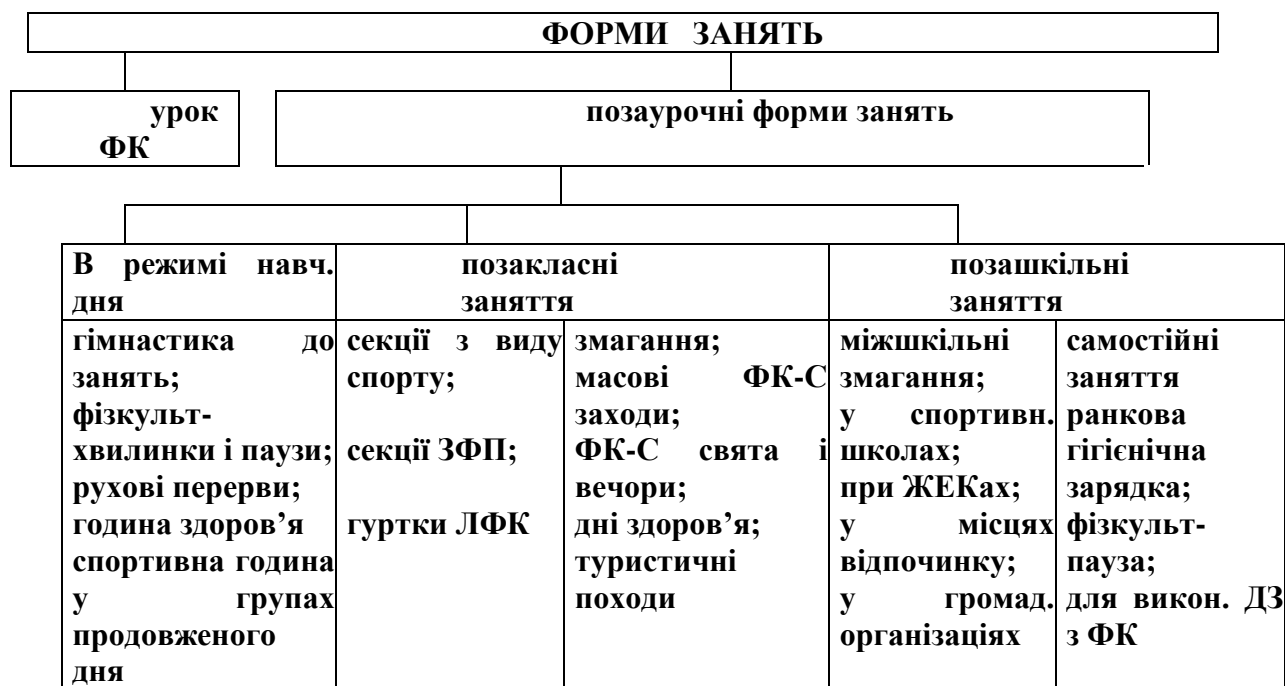 ФОРМИ ЗАНЯТЬ
урок
ФК
позаурочні форми занять
В режимі навч.
дня
позакласні
заняття
позашкільні
заняття
гімнастика до
занять;
фізкульт-
хвилинки і паузи;
рухові перерви;
година здоров’я
спортивна година
у групах
продовженого
дня
секції з виду
спорту;
секції ЗФП;
гуртки ЛФК
змагання;
масові ФК-С
заходи;
ФК-С свята і
вечори;
дні здоров’я;
туристичні
походи
міжшкільні
змагання;
у спортивн.
школах;
при ЖЕКах;
у місцях
відпочинку;
у громад.
організаціях
самостійні
заняття
ранкова
гігієнічна
зарядка;
фізкульт-
пауза;
для викон. ДЗ
з ФК